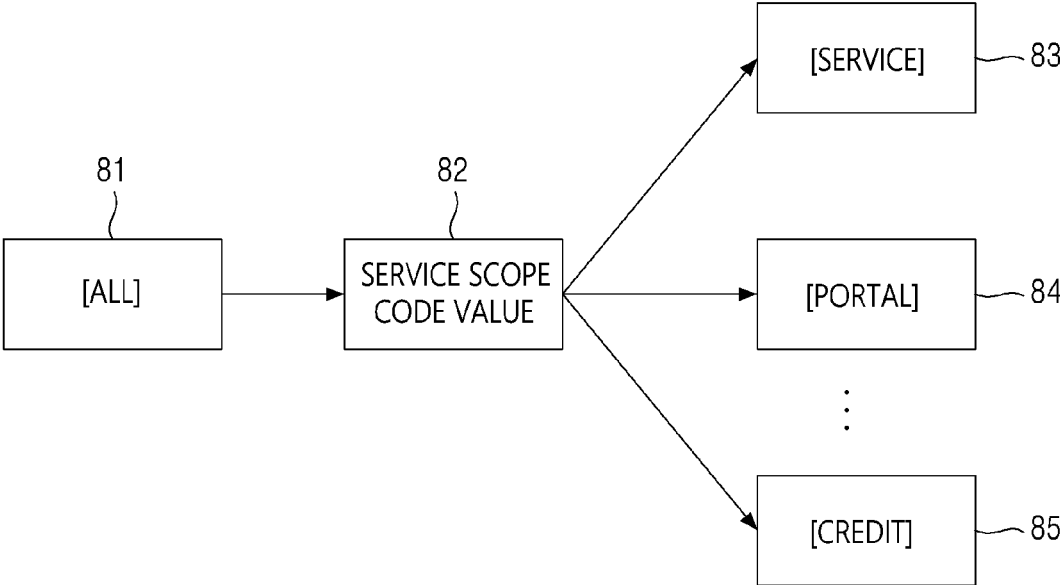 83
[SERVICE]
81
82
[ALL]
SERVICE SCOPE
CODE VALUE
[PORTAL]
84
[CREDIT]
85